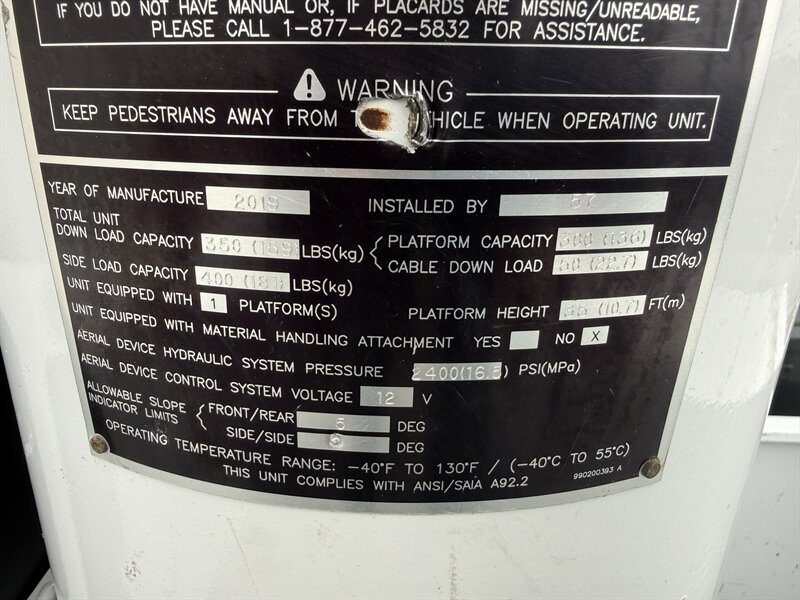 IF YOU DO NOT HAVE MANUAL OR, IF PLACARDS ARE MISSING/UNREADABLE,
PLEASE CALL 1-877-462-5832 FOR ASSISTANCE.
WARNING
KEEP PEDESTRIANS AWAY FROM VEHICLE WHEN OPERATING UNIT.
YEAR OF MANUFACTURE 2019 INSTALLED BY 57
TOTAL UNIT
DOWN LOAD CAPACITY 350 (159) LBS(kg) PLATFORM CAPACITY 300 (136) LBS(kg)
CABLE DOWN LOAD 50 (22.7) LBS(kg)
SIDE LOAD CAPACITY 400 (181) LBS(kg)
UNIT EQUIPPED WITH 1 PLATFORM(S) PLATFORM HEIGHT 35 (10.7) FT(m)
UNIT EQUIPPED WITH MATERIAL HANDLING ATTACHMENT YES NO X
AERIAL DEVICE HYDRAULIC SYSTEM PRESSURE 2400(16.5) PSI(MPa)
AERIAL DEVICE CONTROL SYSTEM VOLTAGE 12 V
ALLOWABLE SLOPE
INDICATOR LIMITS
FRONT/REAR 5 DEG
SIDE/SIDE 5 DEG
OPERATING TEMPERATURE RANGE: -40°F TO 130°F / (-40°C TO 55°C)
THIS UNIT COMPLIES WITH ANSI/SAIA A92.2
990200393 A